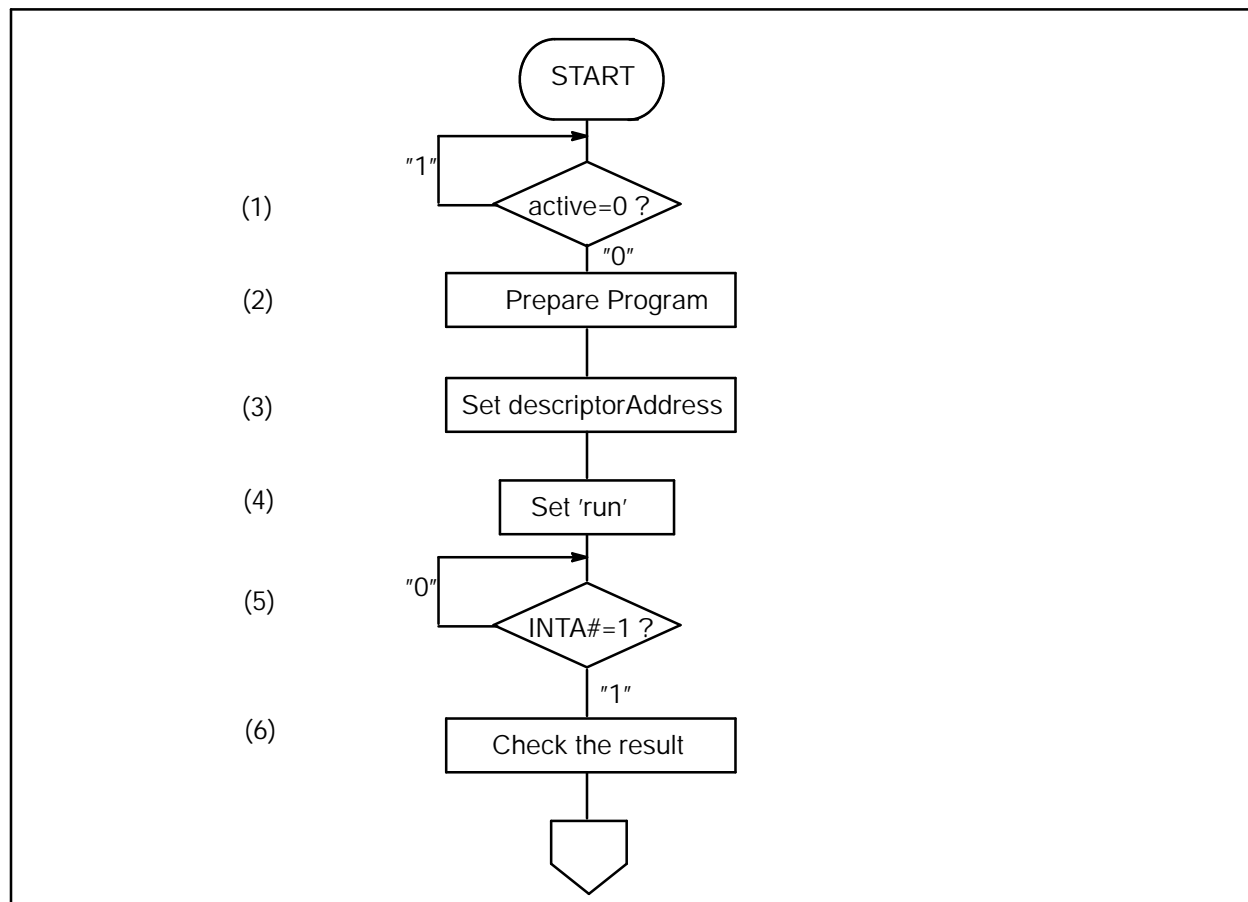 START
"1"
(1) active=0 ?
"0"
(2) Prepare Program
(3) Set descriptorAddress
(4) Set 'run'
"0"
(5) INTA#=1 ?
"1"
(6) Check the result